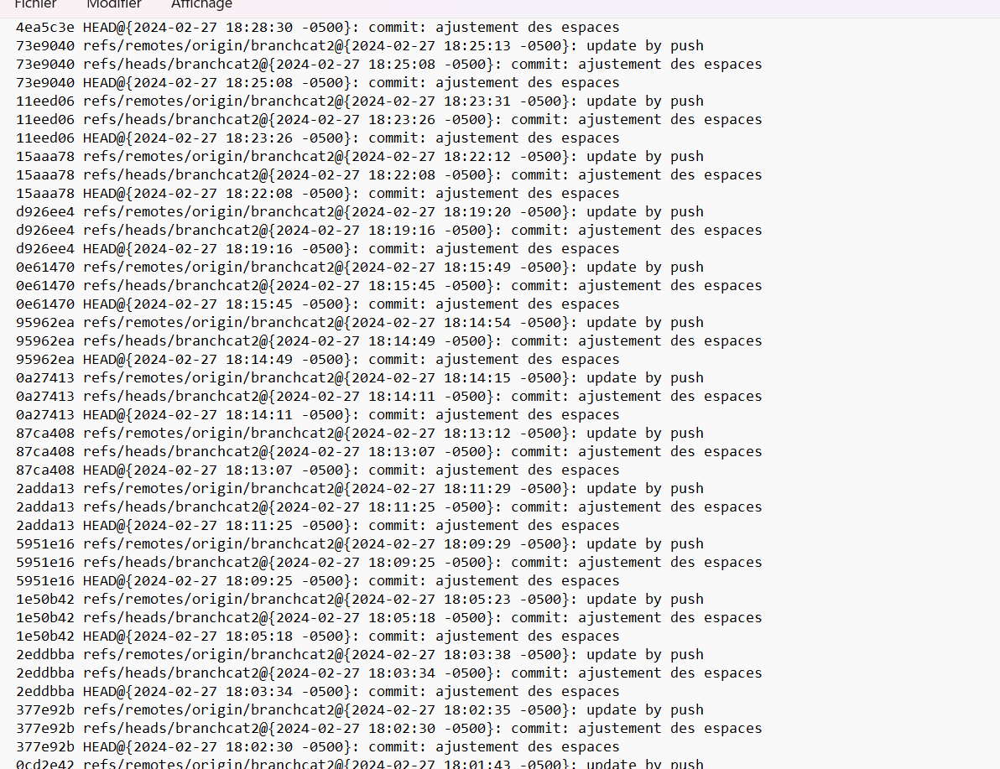 Fichier Modifier Affichage
4ea5c3e HEAD@{2024-02-27 18:28:30 -0500}: commit: ajustement des espaces
73e9040 refs/remotes/origin/branchcat2@{2024-02-27 18:25:13 -0500}: update by push
73e9040 refs/heads/branchcat2@{2024-02-27 18:25:08 -0500}: commit: ajustement des espaces
73e9040 HEAD@{2024-02-27 18:25:08 -0500}: commit: ajustement des espaces
11eed06 refs/remotes/origin/branchcat2@{2024-02-27 18:23:31 -0500}: update by push
11eed06 refs/heads/branchcat2@{2024-02-27 18:23:26 -0500}: commit: ajustement des espaces
11eed06 HEAD@{2024-02-27 18:23:26 -0500}: commit: ajustement des espaces
15aaa78 refs/remotes/origin/branchcat2@{2024-02-27 18:22:12 -0500}: update by push
15aaa78 refs/heads/branchcat2@{2024-02-27 18:22:08 -0500}: commit: ajustement des espaces
15aaa78 HEAD@{2024-02-27 18:22:08 -0500}: commit: ajustement des espaces
d926ee4 refs/remotes/origin/branchcat2@{2024-02-27 18:19:20 -0500}: update by push
d926ee4 refs/heads/branchcat2@{2024-02-27 18:19:16 -0500}: commit: ajustement des espaces
d926ee4 HEAD@{2024-02-27 18:19:16 -0500}: commit: ajustement des espaces
0e61470 refs/remotes/origin/branchcat2@{2024-02-27 18:15:49 -0500}: update by push
0e61470 refs/heads/branchcat2@{2024-02-27 18:15:45 -0500}: commit: ajustement des espaces
0e61470 HEAD@{2024-02-27 18:15:45 -0500}: commit: ajustement des espaces
95962ea refs/remotes/origin/branchcat2@{2024-02-27 18:14:54 -0500}: update by push
95962ea refs/heads/branchcat2@{2024-02-27 18:14:49 -0500}: commit: ajustement des espaces
95962ea HEAD@{2024-02-27 18:14:49 -0500}: commit: ajustement des espaces
0a27413 refs/remotes/origin/branchcat2@{2024-02-27 18:14:15 -0500}: update by push
0a27413 refs/heads/branchcat2@{2024-02-27 18:14:11 -0500}: commit: ajustement des espaces
0a27413 HEAD@{2024-02-27 18:14:11 -0500}: commit: ajustement des espaces
87ca408 refs/remotes/origin/branchcat2@{2024-02-27 18:13:12 -0500}: update by push
87ca408 refs/heads/branchcat2@{2024-02-27 18:13:07 -0500}: commit: ajustement des espaces
87ca408 HEAD@{2024-02-27 18:13:07 -0500}: commit: ajustement des espaces
2adda13 refs/remotes/origin/branchcat2@{2024-02-27 18:11:29 -0500}: update by push
2adda13 refs/heads/branchcat2@{2024-02-27 18:11:25 -0500}: commit: ajustement des espaces
2adda13 HEAD@{2024-02-27 18:11:25 -0500}: commit: ajustement des espaces
5951e16 refs/remotes/origin/branchcat2@{2024-02-27 18:09:29 -0500}: update by push
5951e16 refs/heads/branchcat2@{2024-02-27 18:09:25 -0500}: commit: ajustement des espaces
5951e16 HEAD@{2024-02-27 18:09:25 -0500}: commit: ajustement des espaces
1e50b42 refs/remotes/origin/branchcat2@{2024-02-27 18:05:23 -0500}: update by push
1e50b42 refs/heads/branchcat2@{2024-02-27 18:05:18 -0500}: commit: ajustement des espaces
1e50b42 HEAD@{2024-02-27 18:05:18 -0500}: commit: ajustement des espaces
2eddbba refs/remotes/origin/branchcat2@{2024-02-27 18:03:38 -0500}: update by push
2eddbba refs/heads/branchcat2@{2024-02-27 18:03:34 -0500}: commit: ajustement des espaces
2eddbba HEAD@{2024-02-27 18:03:34 -0500}: commit: ajustement des espaces
377e92b refs/remotes/origin/branchcat2@{2024-02-27 18:02:35 -0500}: update by push
377e92b refs/heads/branchcat2@{2024-02-27 18:02:30 -0500}: commit: ajustement des espaces
377e92b HEAD@{2024-02-27 18:02:30 -0500}: commit: ajustement des espaces
0cd2e42 refs/remotes/origin/branchcat2@{2024-02-27 18:01:43 -0500}: update by push